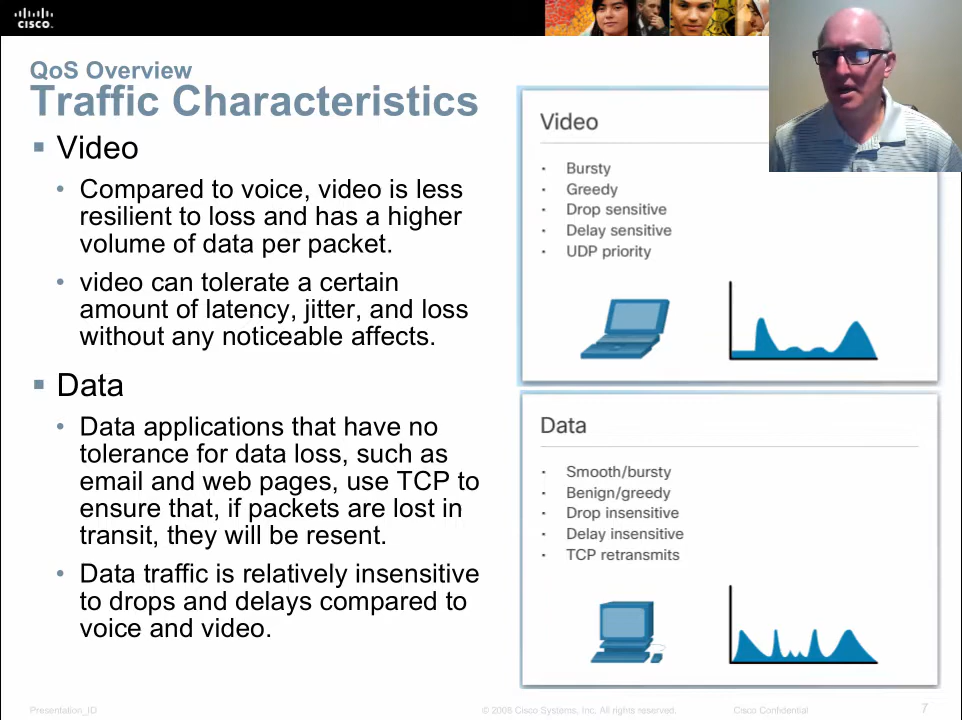 CISCO.
QoS Overview
Traffic Characteristics
Video
Compared to voice, video is less
resilient to loss and has a higher
volume of data per packet.
video can tolerate a certain
amount of latency, jitter, and loss
without any noticeable affects.
Data
Data applications that have no
tolerance for data loss, such as
email and web pages, use TCP to
ensure that, if packets are lost in
transit, they will be resent.
Data traffic is relatively insensitive
to drops and delays compared to
voice and video.
Video
Bursty
Greedy
Drop sensitive
Delay sensitive
UDP priority
Data
Smooth/bursty
Benign/greedy
Drop insensitive
Delay insensitive
TCP retransmits
Presentation_ID
© 2008 Cisco Systems, Inc. All rights reserved.
Cisco Confidential
7